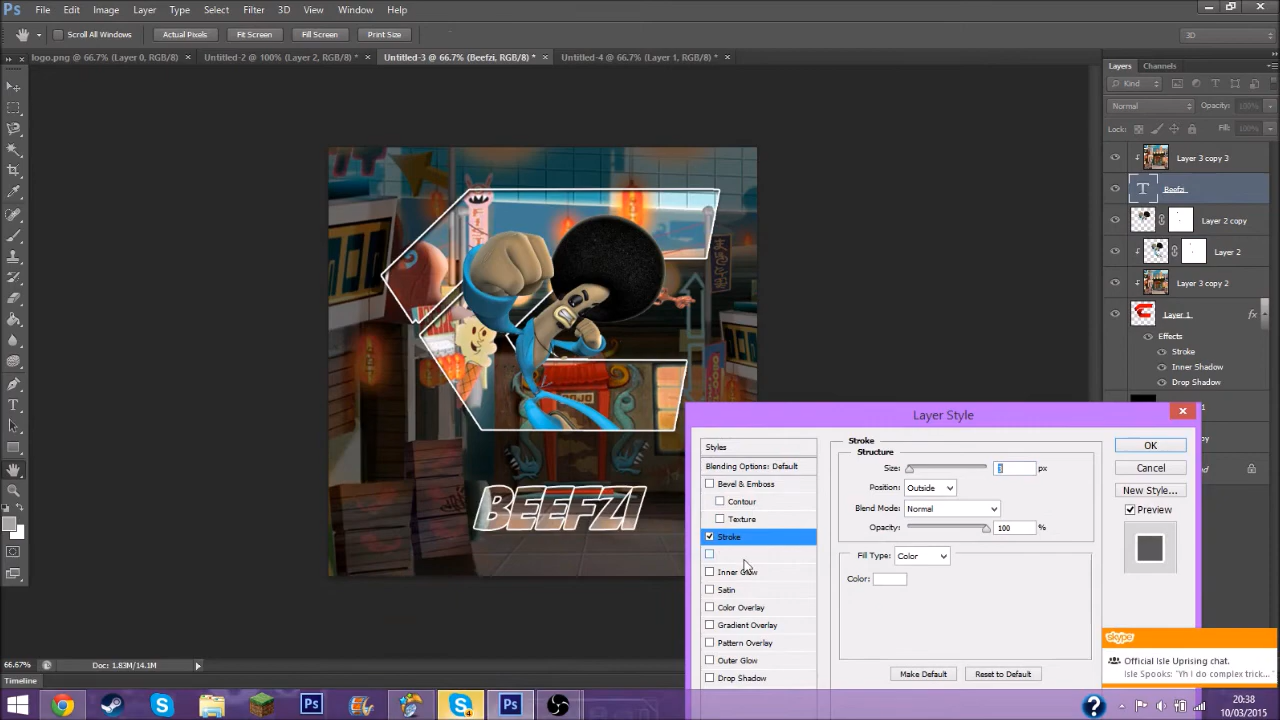 Ps File Edit Image Layer Type Select Filter 3D View Window Help
Scroll All Windows Actual Pixels Fit Screen Fill Screen Print Size 3D
logo.png @ 66.7% (Layer 0, RGB/8) × Untitled-2 @ 100% (Layer 2, RGB/8) * × Untitled-3 @ 66.7% (Beefzi, RGB/8) * × Untitled-4 @ 66.7% (Layer 1, RGB/8) * ×
Layers Channels
Kind
Normal Opacity: 100%
Lock: Fill: 100%
Layer 3 copy 3
T Beefzi
Layer 2 copy
Layer 2
Layer 3 copy 2
Layer 1 fx
Effects
Stroke
Inner Shadow
Drop Shadow
BEEFZI
Layer Style
Styles
Blending Options: Default
Bevel & Emboss
Contour
Texture
Stroke
Inner Glow
Satin
Color Overlay
Gradient Overlay
Pattern Overlay
Outer Glow
Drop Shadow
Stroke
Structure
Size: 3 px
Position: Outside
Blend Mode: Normal
Opacity: 100 %
Fill Type: Color
Color:
Make Default Reset to Default
OK
Cancel
New Style...
Preview
skype
Official Isle Uprising chat.
Isle Spooks: "Yh I do complex trick...
66.67% Doc: 1.83M/14.1M
Timeline
20:38
10/03/2015